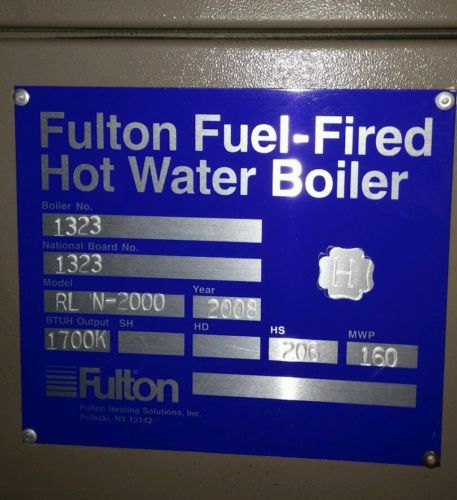 Fulton Fuel-Fired
Hot Water Boiler
Boiler No.
1323
National Board No.
1323
Model Year
RL N-2000 2008
H
BTUH Output SH HD HS MWP
1700K 206 160
Fulton
Fulton Heating Solutions, Inc.
Pulaski, NY 13142